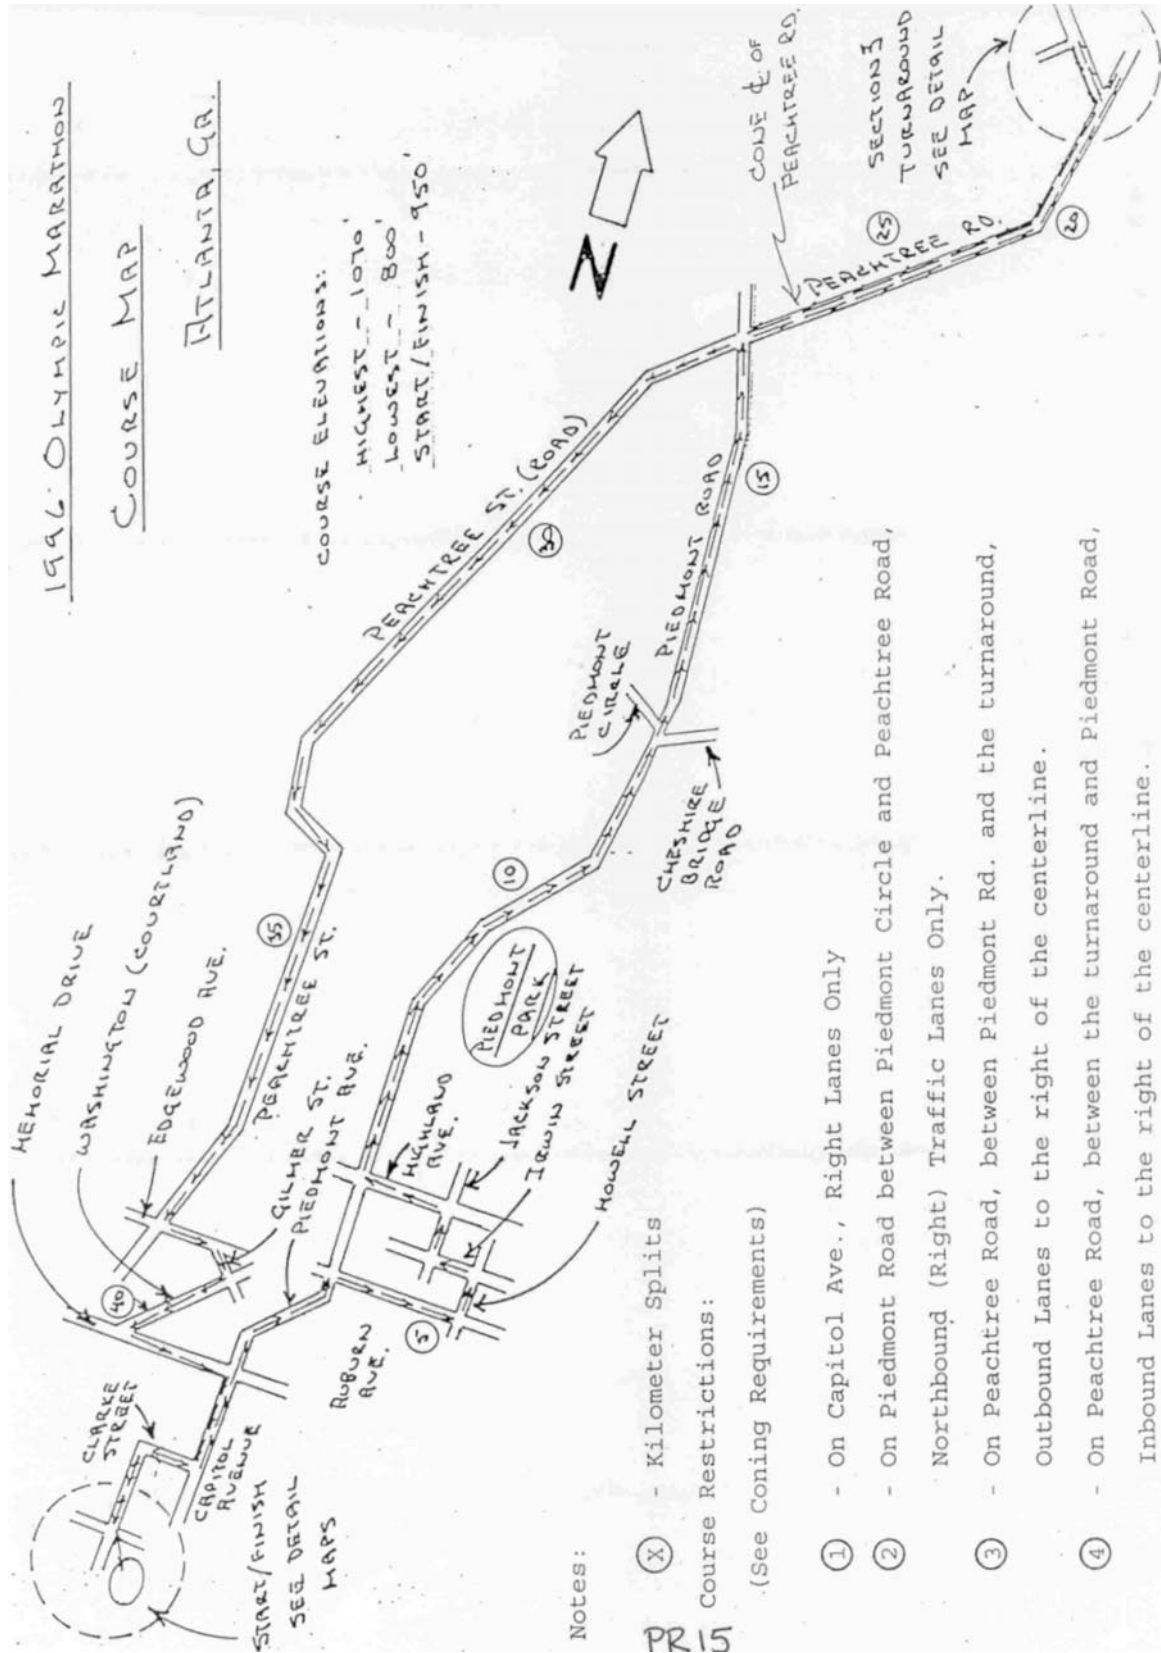 1996 OLYMPIC MARATHON
COURSE MAP
ATLANTA, GA.
COURSE ELEVATIONS:
HIGHEST - 1070'
LOWEST - 800'
START/FINISH - 950'
N
MEMORIAL DRIVE
WASHINGTON (COURTLAND)
EDGEWOOD AVE.
35
PEACHTREE ST.
PEACHTREE ST. (ROAD)
30
CONE ℄ OF
PEACHTREE RD.
25
PEACHTREE RD.
SECTION 3
TURNAROUND
SEE DETAIL
MAP
20
15
PIEDMONT ROAD
PIEDMONT
CIRCLE
CHESHIRE
BRIDGE
ROAD
10
PIEDMONT
PARK
GILMER ST.
PIEDMONT AVE.
HIGHLAND
AVE.
JACKSON STREET
IRWIN STREET
HOWELL STREET
40
5
AUBURN
AVE.
CLARKE
STREET
CAPITOL
AVENUE
START/FINISH
SEE DETAIL
MAPS
Notes:
X - Kilometer Splits
Course Restrictions:
(See Coning Requirements)
1 - On Capitol Ave., Right Lanes Only
2 - On Piedmont Road between Piedmont Circle and Peachtree Road,
Northbound (Right) Traffic Lanes Only.
3 - On Peachtree Road, between Piedmont Rd. and the turnaround,
Outbound Lanes to the right of the centerline.
4 - On Peachtree Road, between the turnaround and Piedmont Road,
Inbound Lanes to the right of the centerline.
PR15